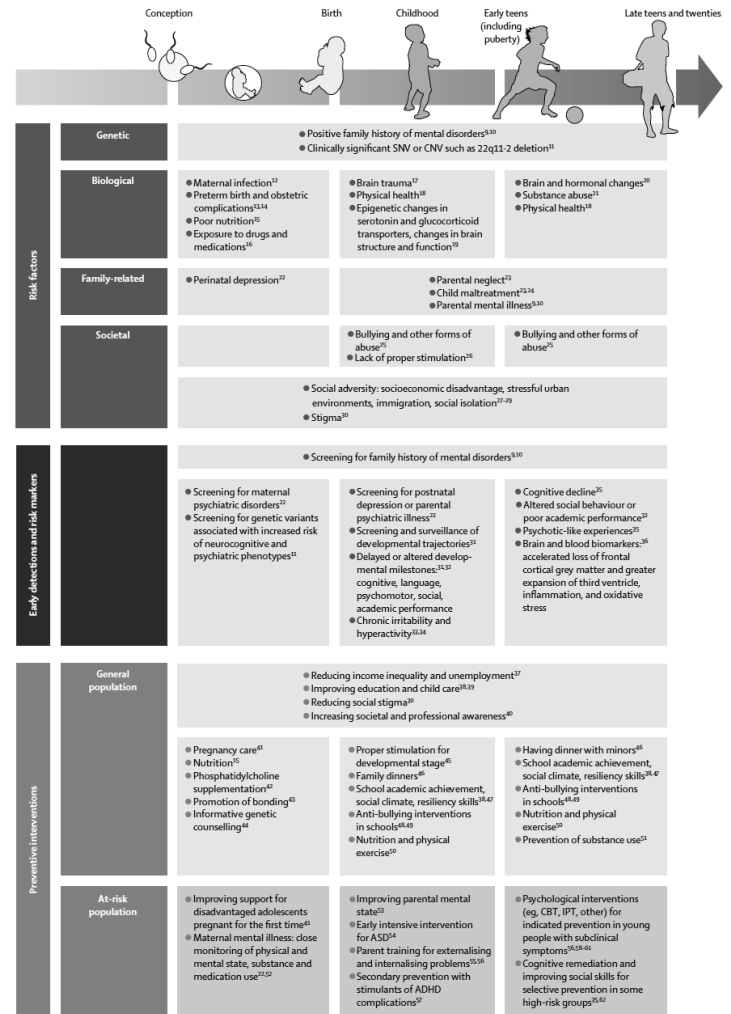 Conception
Birth
Childhood
Early teens
(including
puberty)
Late teens and twenties
Risk factors
Genetic
● Positive family history of mental disorders9,10
● Clinically significant SNV or CNV such as 22q11·2 deletion11
Biological
● Maternal infection12
● Preterm birth and obstetric
complications13,14
● Poor nutrition15
● Exposure to drugs and
medications16
● Brain trauma17
● Physical health18
● Epigenetic changes in
serotonin and glucocorticoid
transporters, changes in brain
structure and function19
● Brain and hormonal changes20
● Substance abuse21
● Physical health18
Family-related
● Perinatal depression22
● Parental neglect23
● Child maltreatment23,24
● Parental mental illness9,10
Societal
● Bullying and other forms of
abuse25
● Lack of proper stimulation26
● Bullying and other forms of
abuse25
● Social adversity: socioeconomic disadvantage, stressful urban
environments, immigration, social isolation27–29
● Stigma30
Early detections and risk markers
● Screening for family history of mental disorders9,10
● Screening for maternal
psychiatric disorders22
● Screening for genetic variants
associated with increased risk
of neurocognitive and
psychiatric phenotypes11
● Screening for postnatal
depression or parental
psychiatric illness22
● Screening and surveillance of
developmental trajectories31
● Delayed or altered develop-
mental milestones:31,32
cognitive, language,
psychomotor, social,
academic performance
● Chronic irritability and
hyperactivity33,34
● Cognitive decline35
● Altered social behaviour or
poor academic performance32
● Psychotic-like experiences35
● Brain and blood biomarkers:36
accelerated loss of frontal
cortical grey matter and greater
expansion of third ventricle,
inflammation, and oxidative
stress
Preventive interventions
General
population
● Reducing income inequality and unemployment37
● Improving education and child care38,39
● Reducing social stigma30
● Increasing societal and professional awareness40
● Pregnancy care41
● Nutrition15
● Phosphatidylcholine
supplementation42
● Promotion of bonding43
● Informative genetic
counselling44
● Proper stimulation for
developmental stage45
● Family dinners46
● School academic achievement,
social climate, resiliency skills38,47
● Anti-bullying interventions
in schools48,49
● Nutrition and physical
exercise50
● Having dinner with minors46
● School academic achievement,
social climate, resiliency skills38,47
● Anti-bullying interventions
in schools48,49
● Nutrition and physical
exercise50
● Prevention of substance use51
At-risk
population
● Improving support for
disadvantaged adolescents
pregnant for the first time41
● Maternal mental illness: close
monitoring of physical and
mental state, substance and
medication use22,52
● Improving parental mental
state53
● Early intensive intervention
for ASD54
● Parent training for externalising
and internalising problems55,56
● Secondary prevention with
stimulants of ADHD
complications57
● Psychological interventions
(eg, CBT, IPT, other) for
indicated prevention in young
people with subclinical
symptoms56,58–61
● Cognitive remediation and
improving social skills for
selective prevention in some
high-risk groups35,62